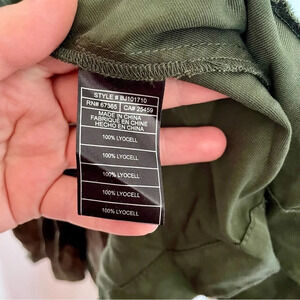 STYLE # BJ101710
RN# 67365 CA# 25459
MADE IN CHINA
FABRIQUÉ EN CHINE
HECHO EN CHINA
100% LYOCELL
100% LYOCELL
100% LYOCELL
100% LYOCELL
100% LYOCELL